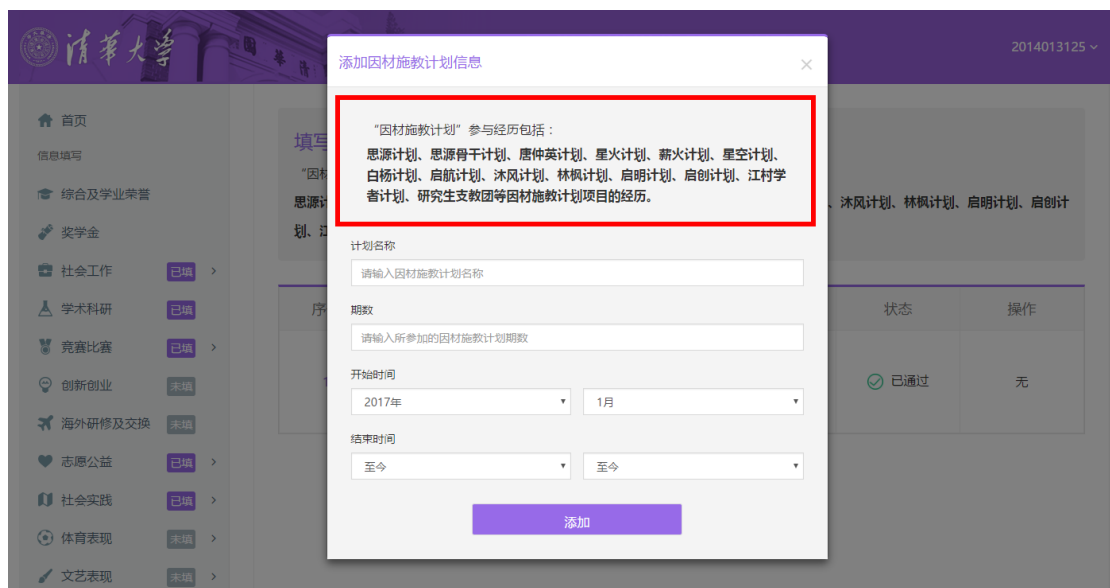 清华大学
2014013125
首页
信息填写
综合及学业荣誉
奖学金
社会工作 已填
学术科研 已填
竞赛比赛 已填
创新创业 未填
海外研修及交换 未填
志愿公益 已填
社会实践 已填
体育表现 未填
文艺表现 未填
填写
“因材
思源计
划、江
、沐风计划、林枫计划、启明计划、启创计
序
状态
操作
已通过
无
添加因材施教计划信息
×
“因材施教计划”参与经历包括：
思源计划、思源骨干计划、唐仲英计划、星火计划、薪火计划、星空计划、
白杨计划、启航计划、沐风计划、林枫计划、启明计划、启创计划、江村学
者计划、研究生支教团等因材施教计划项目的经历。
计划名称
请输入因材施教计划名称
期数
请输入所参加的因材施教计划期数
开始时间
2017年 1月
结束时间
至今 至今
添加